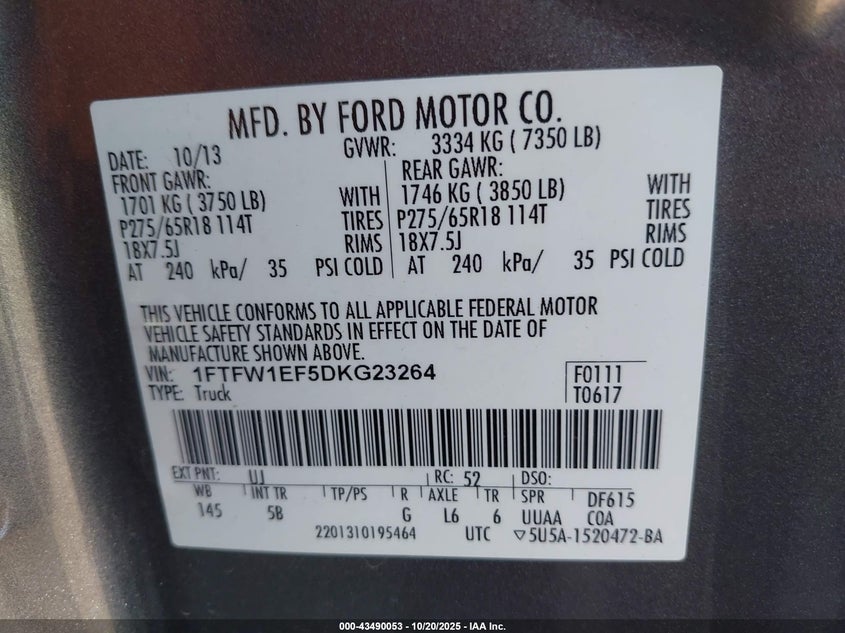 MFD. BY FORD MOTOR CO.
DATE: 10/13 GVWR: 3334 KG ( 7350 LB)
FRONT GAWR: REAR GAWR:
1701 KG ( 3750 LB) WITH 1746 KG ( 3850 LB) WITH
P275/65R18 114T TIRES P275/65R18 114T TIRES
18X7.5J RIMS 18X7.5J RIMS
AT 240 kPa/ 35 PSI COLD AT 240 kPa/ 35 PSI COLD
THIS VEHICLE CONFORMS TO ALL APPLICABLE FEDERAL MOTOR
VEHICLE SAFETY STANDARDS IN EFFECT ON THE DATE OF
MANUFACTURE SHOWN ABOVE.
VIN: 1FTFW1EF5DKG23264 F0111
TYPE: Truck T0617
EXT PNT: UJ RC: 52 DSO:
WB INT TR TP/PS R AXLE TR SPR DF615
145 5B G L6 6 UUAA COA
2201310195464 UTC ▽5U5A-1520472-BA
000-43490053 - 10/20/2025 - IAA Inc.